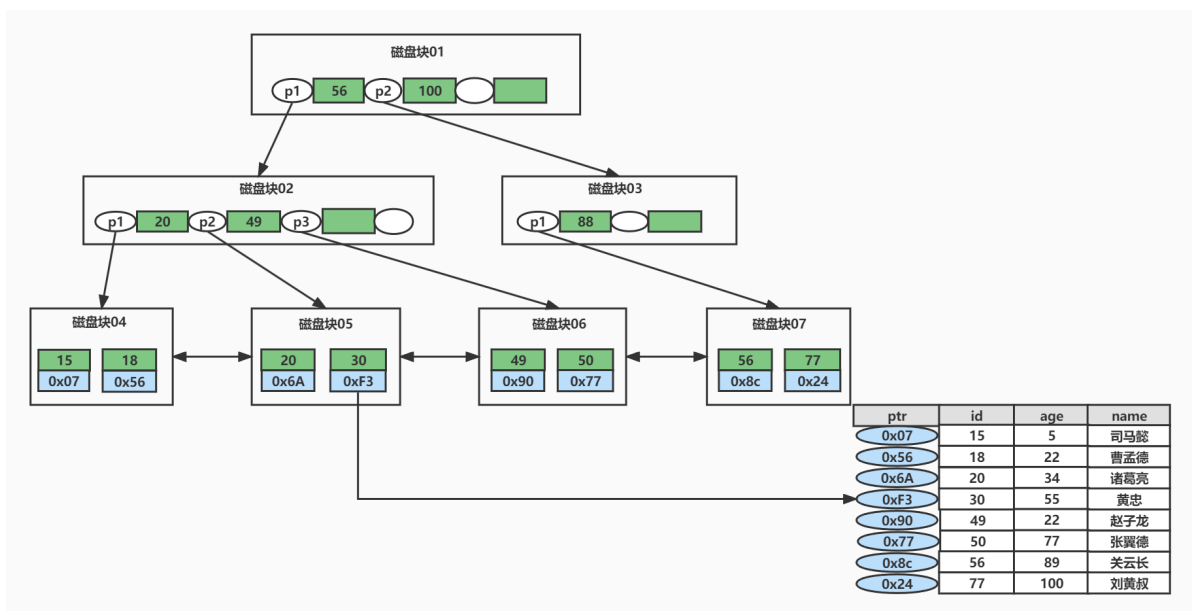 磁盘块01
p1 56 p2 100
磁盘块02
p1 20 p2 49 p3
磁盘块03
p1 88
磁盘块04
15 18
0x07 0x56
磁盘块05
20 30
0x6A 0xF3
磁盘块06
49 50
0x90 0x77
磁盘块07
56 77
0x8c 0x24
ptr id age name
0x07 15 5 司马懿
0x56 18 22 曹孟德
0x6A 20 34 诸葛亮
0xF3 30 55 黄忠
0x90 49 22 赵子龙
0x77 50 77 张翼德
0x8c 56 89 关云长
0x24 77 100 刘黄叔